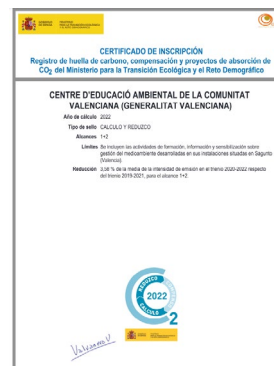 CERTIFICADO DE INSCRIPCIÓN
Registro de huella de carbono, compensación y proyectos de absorción de
CO2 del Ministerio para la Transición Ecológica y el Reto Demográfico
CENTRE D'EDUCACIÓ AMBIENTAL DE LA COMUNITAT
VALENCIANA (GENERALITAT VALENCIANA)
Año de cálculo 2022
Tipo de sello CALCULO Y REDUZCO
Alcances 1+2
Límites Se incluyen las actividades de formación, información y sensibilización sobre
gestión del medioambiente desarrolladas en sus instalaciones situadas en Sagunto
(Valencia)
Reducción 3,58 % de la media de la intensidad de emisión en el trienio 2020-2022 respecto
del trienio 2019-2021, para el alcance 1+2.
REDUZCO
2022
CALCULO
2